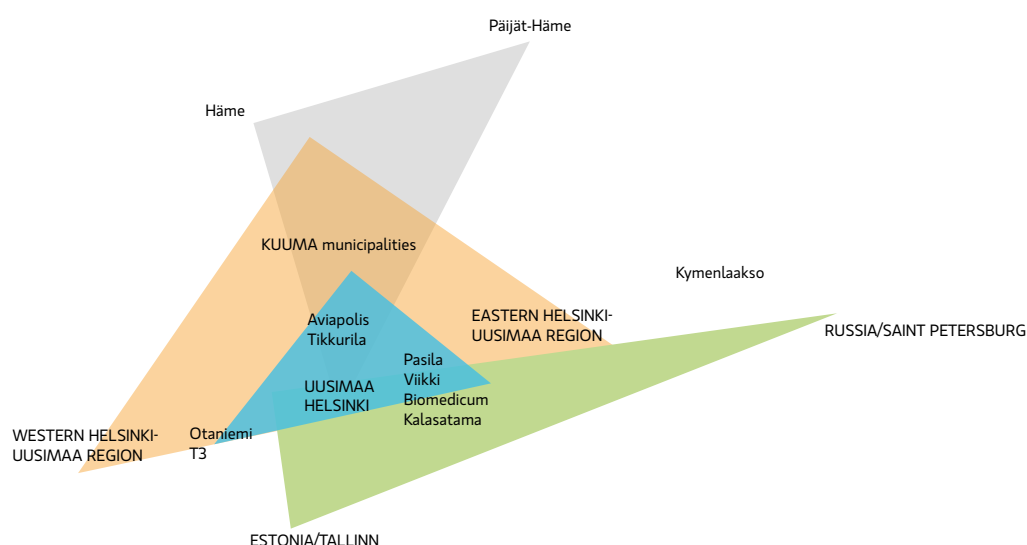 Päijät-Häme
Häme
KUUMA municipalities
Kymenlaakso
Aviapolis
Tikkurila
EASTERN HELSINKI-
UUSIMAA REGION
RUSSIA/SAINT PETERSBURG
Pasila
Viikki
Biomedicum
Kalasatama
UUSIMAA
HELSINKI
WESTERN HELSINKI-
UUSIMAA REGION
Otaniemi
T3
ESTONIA/TALLINN